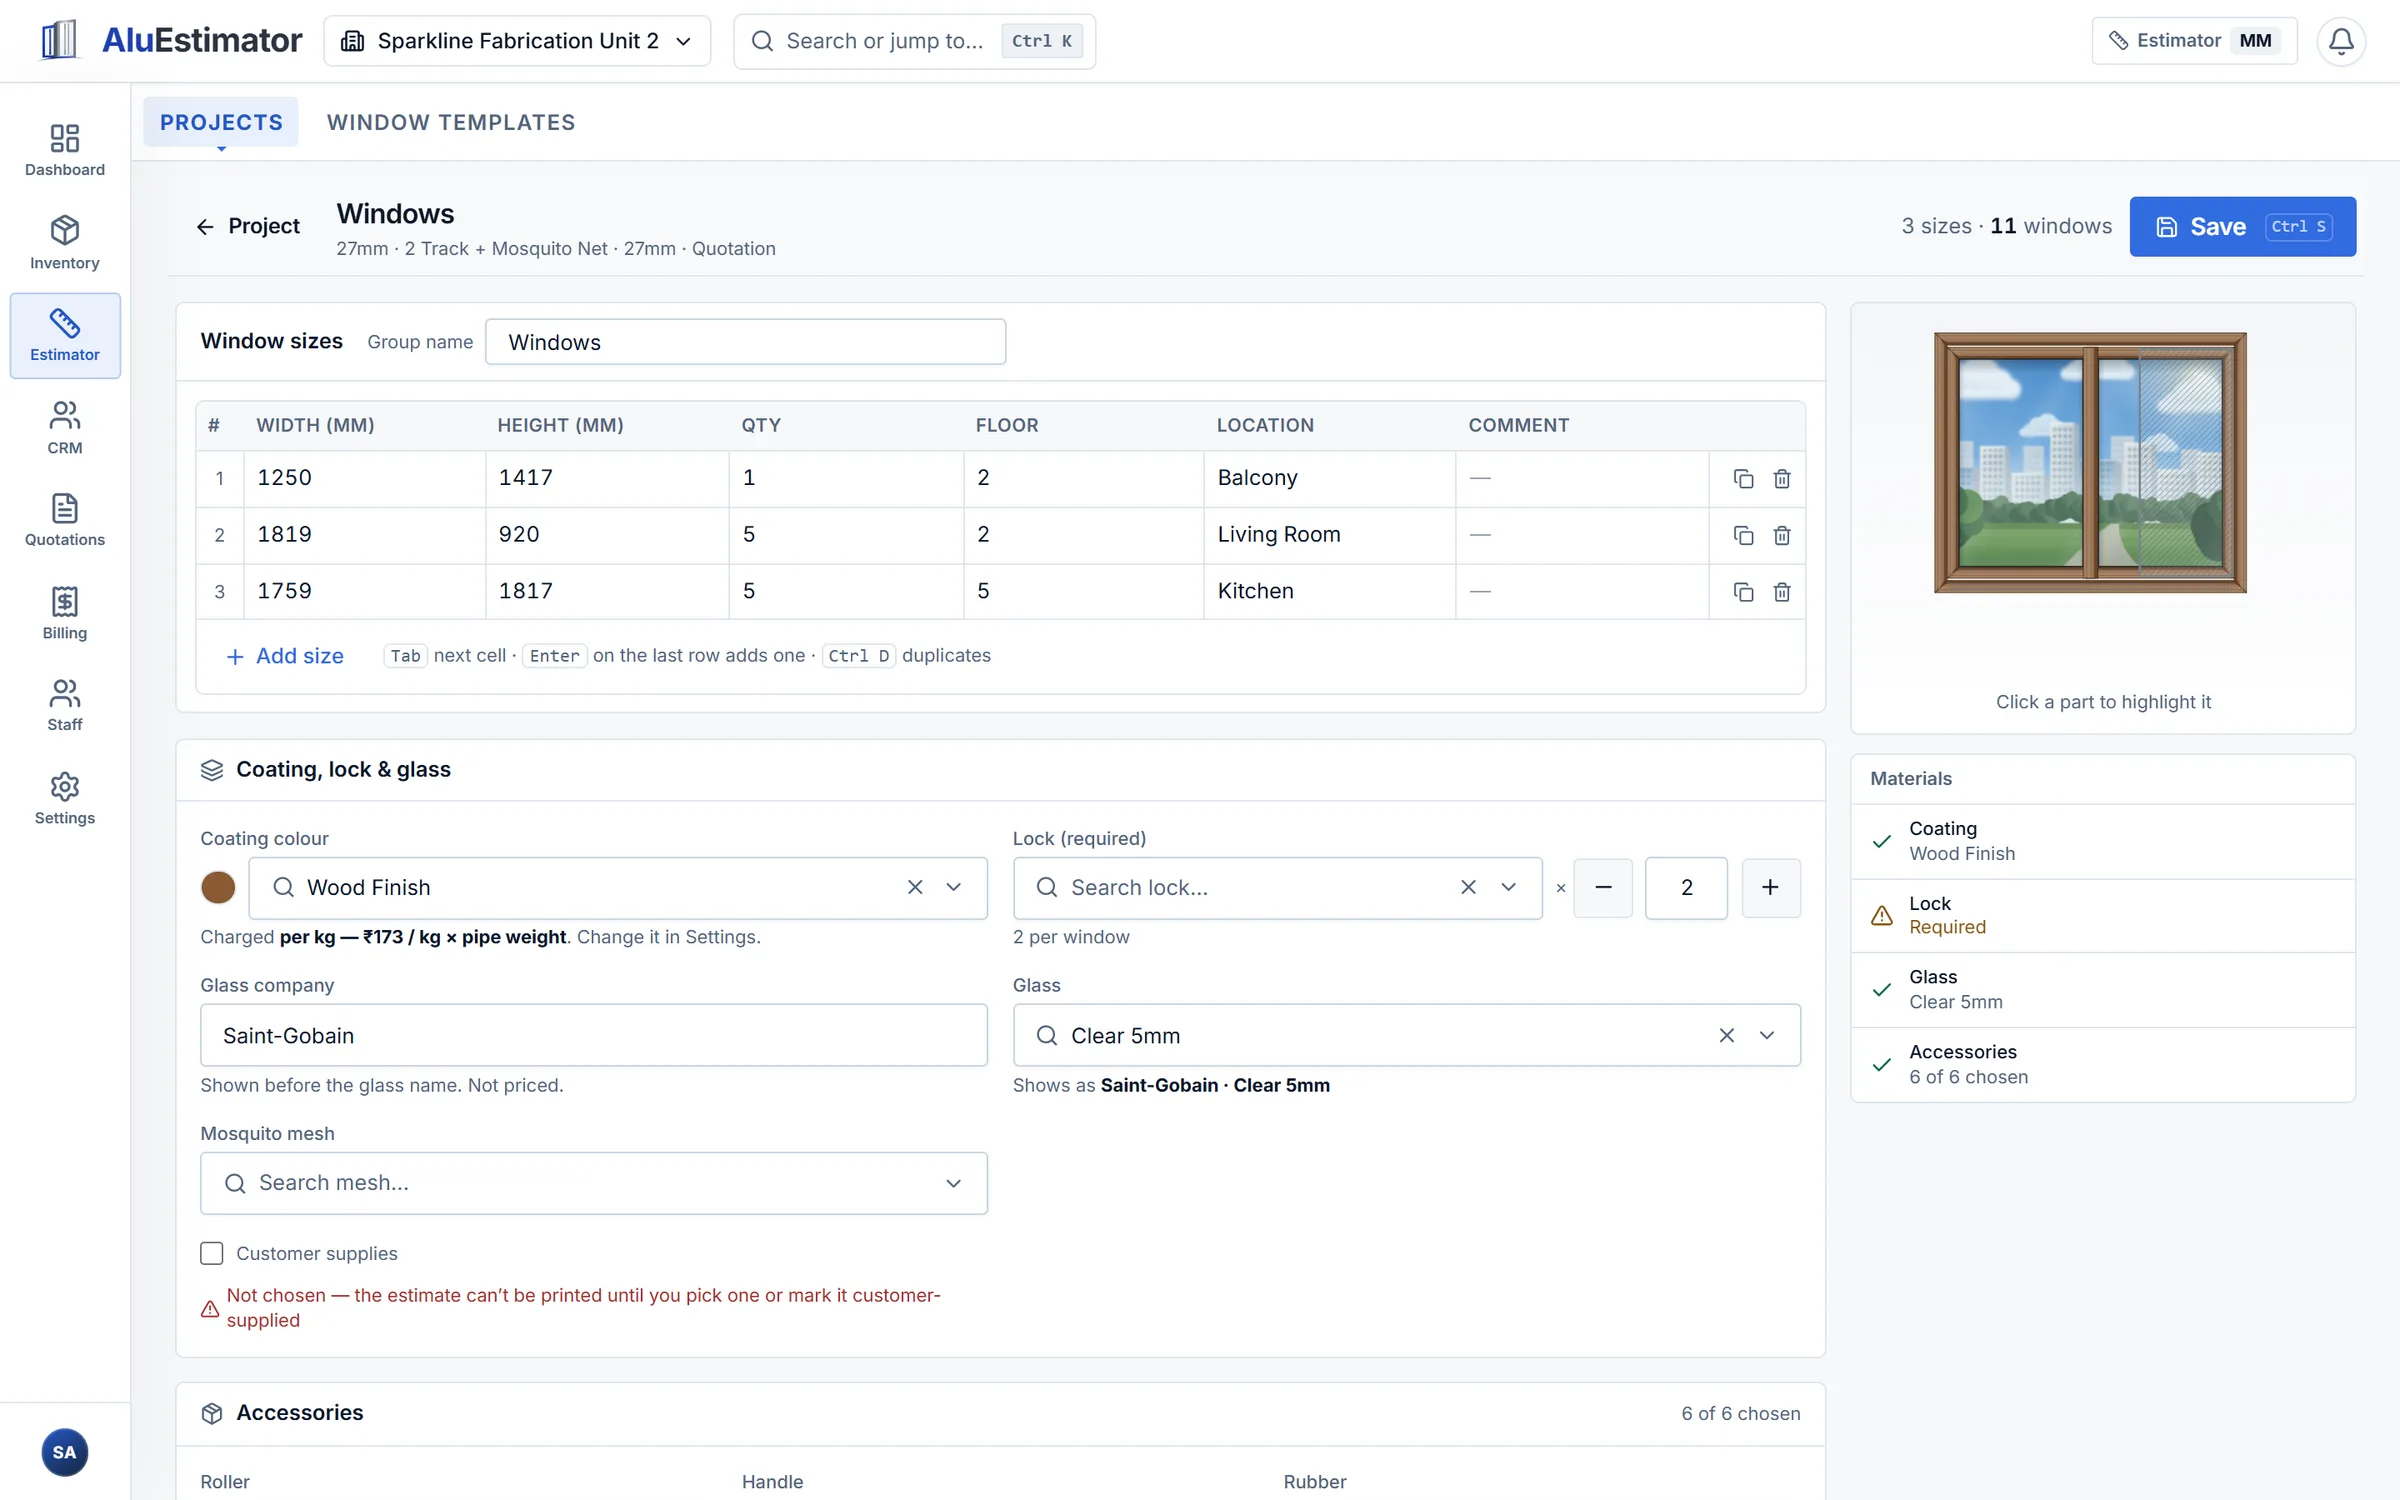 AluEstimator
Sparkline Fabrication Unit 2
Search or jump to...
Ctrl K
Estimator MM
Dashboard
Inventory
Estimator
CRM
Quotations
Billing
Staff
Settings
SA
PROJECTS
WINDOW TEMPLATES
← Project
Windows
27mm · 2 Track + Mosquito Net · 27mm · Quotation
3 sizes · 11 windows
Save Ctrl S
Window sizes
Group name
Windows
# WIDTH (MM) HEIGHT (MM) QTY FLOOR LOCATION COMMENT
1 1250 1417 1 2 Balcony —
2 1819 920 5 2 Living Room —
3 1759 1817 5 5 Kitchen —
+ Add size
Tab next cell · Enter on the last row adds one · Ctrl D duplicates
Click a part to highlight it
Coating, lock & glass
Coating colour
Wood Finish
Charged per kg — ₹173 / kg × pipe weight. Change it in Settings.
Lock (required)
Search lock...
× − 2 +
2 per window
Glass company
Saint-Gobain
Shown before the glass name. Not priced.
Glass
Clear 5mm
Shows as Saint-Gobain · Clear 5mm
Mosquito mesh
Search mesh...
Customer supplies
Not chosen — the estimate can’t be printed until you pick one or mark it customer-
supplied
Materials
Coating
Wood Finish
Lock
Required
Glass
Clear 5mm
Accessories
6 of 6 chosen
Accessories
6 of 6 chosen
Roller
Handle
Rubber